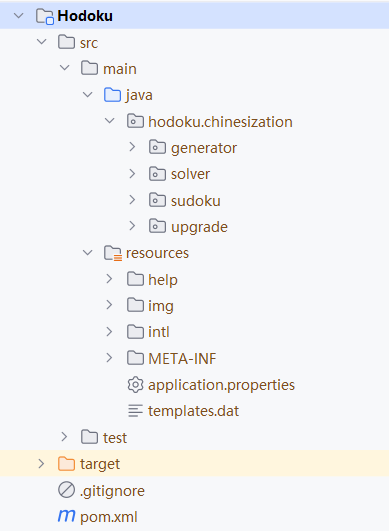 Hodoku
src
main
java
hodoku.chinesization
generator
solver
sudoku
upgrade
resources
help
img
intl
META-INF
application.properties
templates.dat
test
target
.gitignore
pom.xml